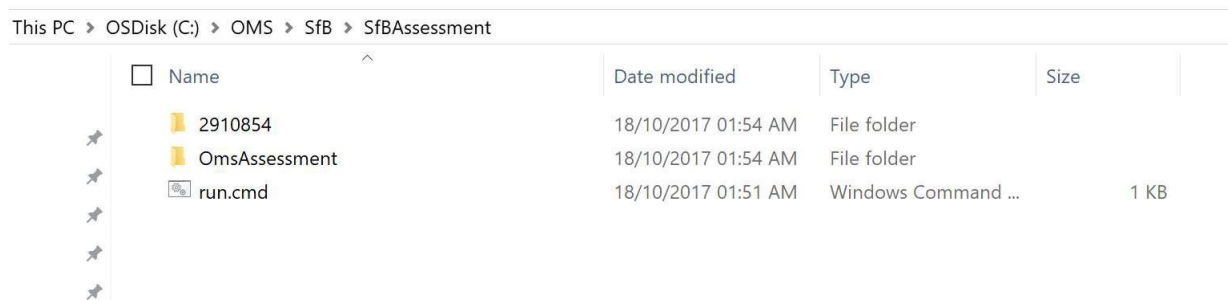 This PC > OSDisk (C:) > OMS > SfB > SfBAssessment
Name Date modified Type Size
2910854 18/10/2017 01:54 AM File folder
OmsAssessment 18/10/2017 01:54 AM File folder
run.cmd 18/10/2017 01:51 AM Windows Command ... 1 KB